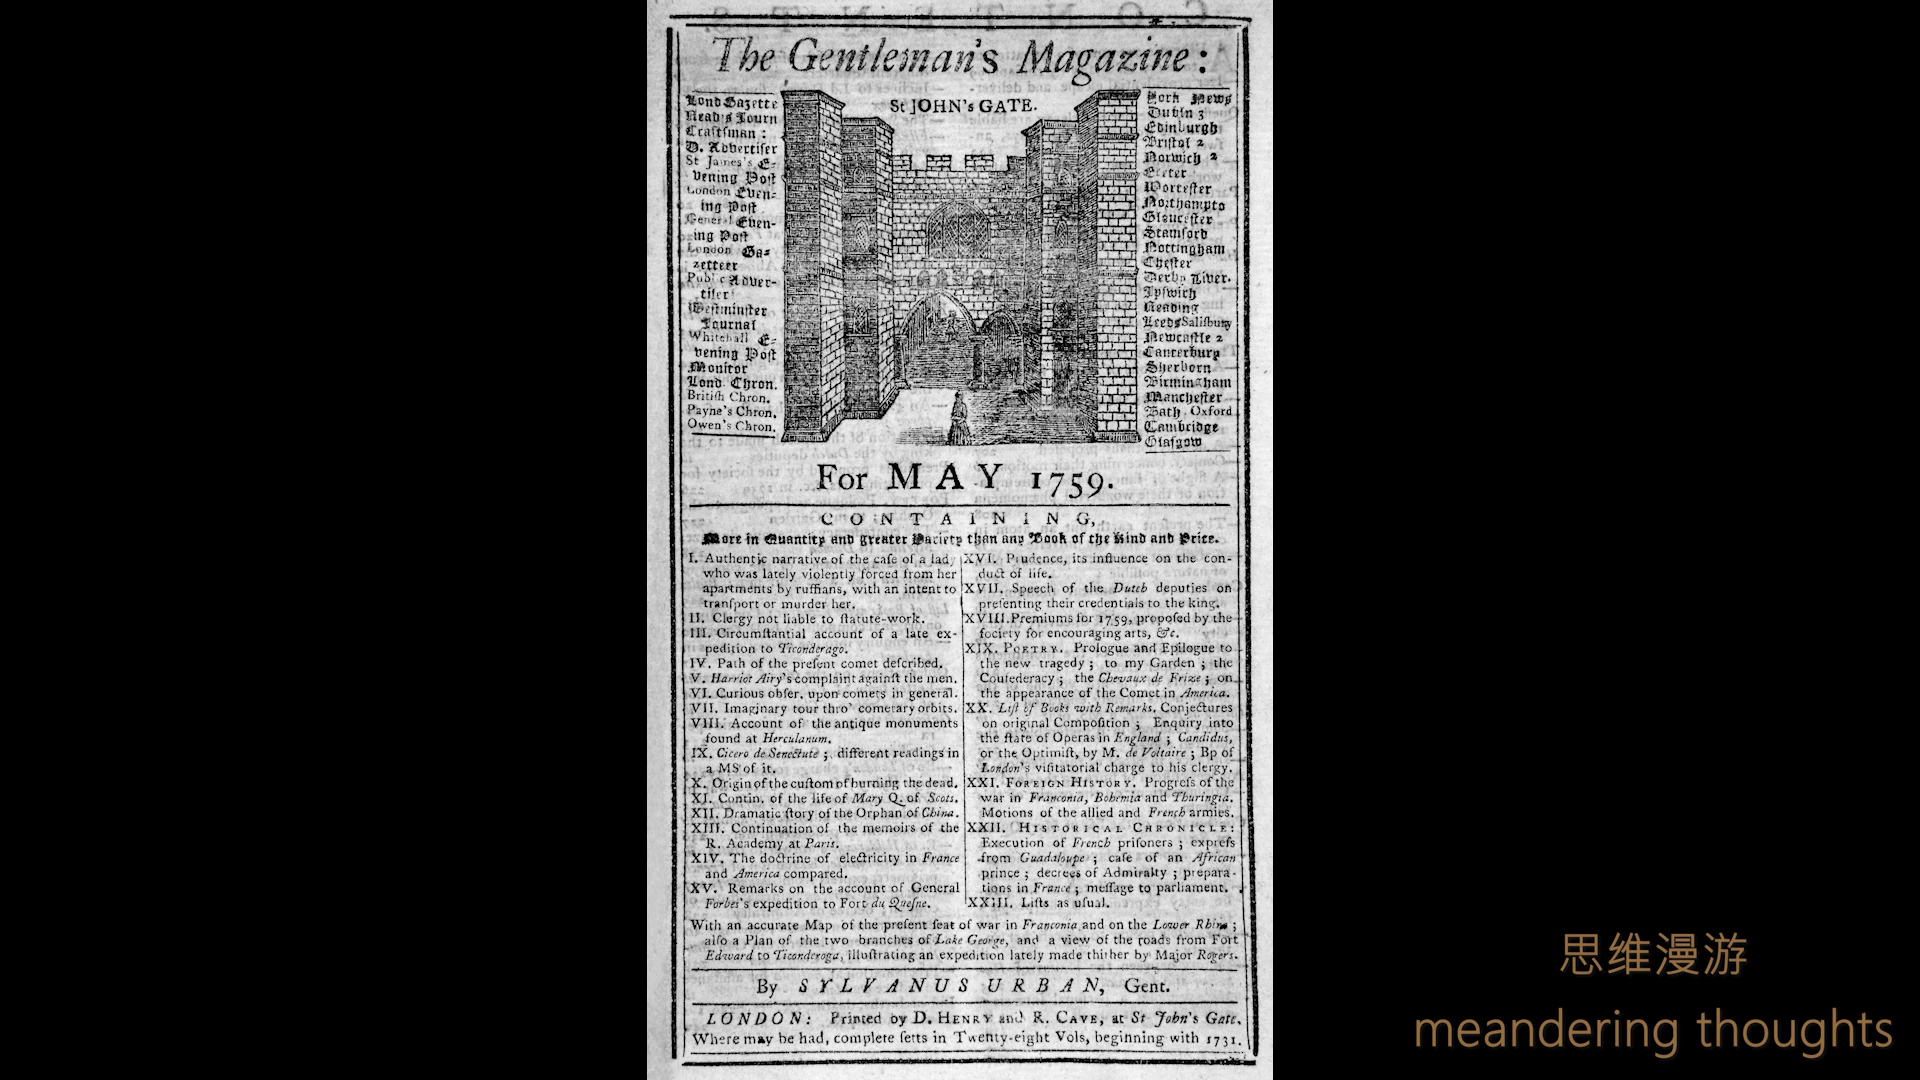 The Gentleman's Magazine:
St JOHN's GATE.
Lond Gazette
Read's Journ
Craftſman :
D. Advertiſer
St James's E-
vening Poſt
London Even-
ing Poſt
General Even-
ing Poſt
London Ga-
zetteer
Public Adver-
tiſer
Weſtminſter
Journal
Whitehall E-
vening Poſt
Monitor
Lond. Chron.
Britiſh Chron.
Payne's Chron.
Owen's Chron.
York News
Dublin 3
Edinburgh
Briſtol 2
Norwich 2
Exeter
Worceſter
Northampto
Glouceſter
Stamford
Nottingham
Cheſter
Derby Liver.
Ipſwich
Reading
Leeds Saliſbury
Newcaſtle 2
Canterbury
Sherborn
Birmingham
Mancheſter
Bath Oxford
Cambridge
Glaſgow
For MAY 1759.
CONTAINING,
More in Quantity and greater Variety than any Book of the Kind and Price.
I. Authentic narrative of the caſe of a lady
who was lately violently forced from her
apartments by ruffians, with an intent to
tranſport or murder her.
II. Clergy not liable to ſtatute-work.
III. Circumſtantial account of a late ex-
pedition to Ticonderago.
IV. Path of the preſent comet deſcribed.
V. Harriot Airy's complaint againſt the men.
VI. Curious obſer. upon comets in general.
VII. Imaginary tour thro' cometary orbits.
VIII. Account of the antique monuments
found at Herculanum.
IX. Cicero de Senectute ; different readings in
a MS of it.
X. Origin of the cuſtom of burning the dead.
XI. Contin. of the life of Mary Q. of Scots.
XII. Dramatic ſtory of the Orphan of China.
XIII. Continuation of the memoirs of the
R. Academy at Paris.
XIV. The doctrine of electricity in France
and America compared.
XV. Remarks on the account of General
Forbes's expedition to Fort du Queſne.
XVI. Prudence, its influence on the con-
duct of life.
XVII. Speech of the Dutch deputies on
preſenting their credentials to the king.
XVIII. Premiums for 1759, propoſed by the
ſociety for encouraging arts, &c.
XIX. POETRY. Prologue and Epilogue to
the new tragedy ; to my Garden ; the
Confederacy ; the Chevaux de Frize ; on
the appearance of the Comet in America.
XX. Liſt of Books with Remarks. Conjectures
on original Compoſition ; Enquiry into
the ſtate of Operas in England ; Candidus,
or the Optimiſt, by M. de Voltaire ; Bp of
London's viſitatorial charge to his clergy.
XXI. FOREIGN HISTORY. Progreſs of the
war in Franconia, Bohemia and Thuringia.
Motions of the allied and French armies.
XXII. HISTORICAL CHRONICLE:
Execution of French priſoners ; expreſs
from Guadaloupe ; caſe of an African
prince ; decrees of Admiralty ; prepara-
tions in France ; meſſage to parliament.
XXIII. Liſts as uſual.
With an accurate Map of the preſent ſeat of war in Franconia and on the Lower Rhine ;
alſo a Plan of the two branches of Lake George, and a view of the roads from Fort
Edward to Ticonderoga, illuſtrating an expedition lately made thither by Major Rogers.
By SYLVANUS URBAN, Gent.
LONDON: Printed by D. HENRY and R. CAVE, at St John's Gate.
Where may be had, complete ſetts in Twenty-eight Vols, beginning with 1731.
思维漫游
meandering thoughts